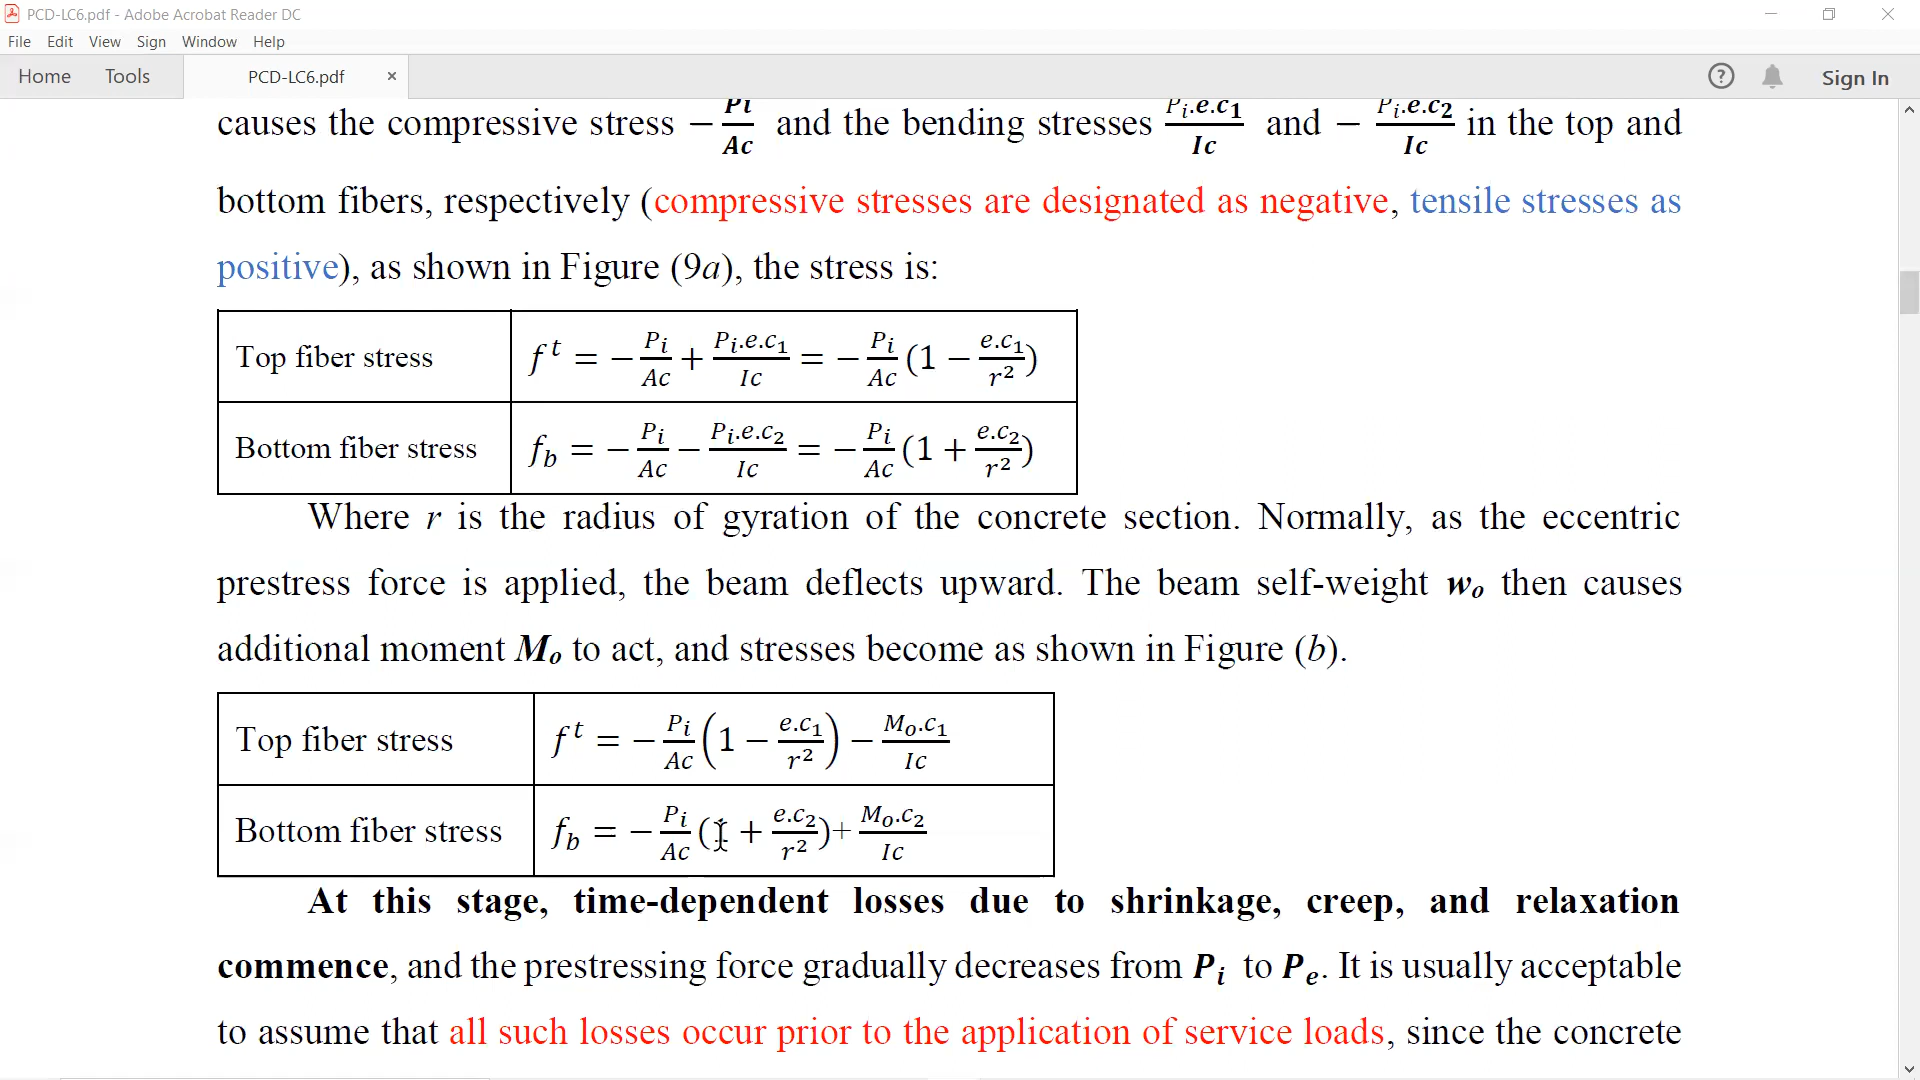 PCD-LC6.pdf - Adobe Acrobat Reader DC
File Edit View Sign Window Help
Home Tools PCD-LC6.pdf × ? Sign In
causes the compressive stress −Pi/Ac and the bending stresses Pi.e.c1/Ic and − Pi.e.c2/Ic in the top and
bottom fibers, respectively (compressive stresses are designated as negative, tensile stresses as
positive), as shown in Figure (9a), the stress is:
Top fiber stress f^t = −Pi/Ac + Pi.e.c1/Ic = −Pi/Ac (1 − e.c1/r²)
Bottom fiber stress f_b = −Pi/Ac − Pi.e.c2/Ic = −Pi/Ac (1 + e.c2/r²)
Where r is the radius of gyration of the concrete section. Normally, as the eccentric
prestress force is applied, the beam deflects upward. The beam self-weight wo then causes
additional moment Mo to act, and stresses become as shown in Figure (b).
Top fiber stress f^t = −Pi/Ac (1 − e.c1/r²) − Mo.c1/Ic
Bottom fiber stress f_b = −Pi/Ac (1 + e.c2/r²)+ Mo.c2/Ic
At this stage, time-dependent losses due to shrinkage, creep, and relaxation
commence, and the prestressing force gradually decreases from Pi to Pe. It is usually acceptable
to assume that all such losses occur prior to the application of service loads, since the concrete